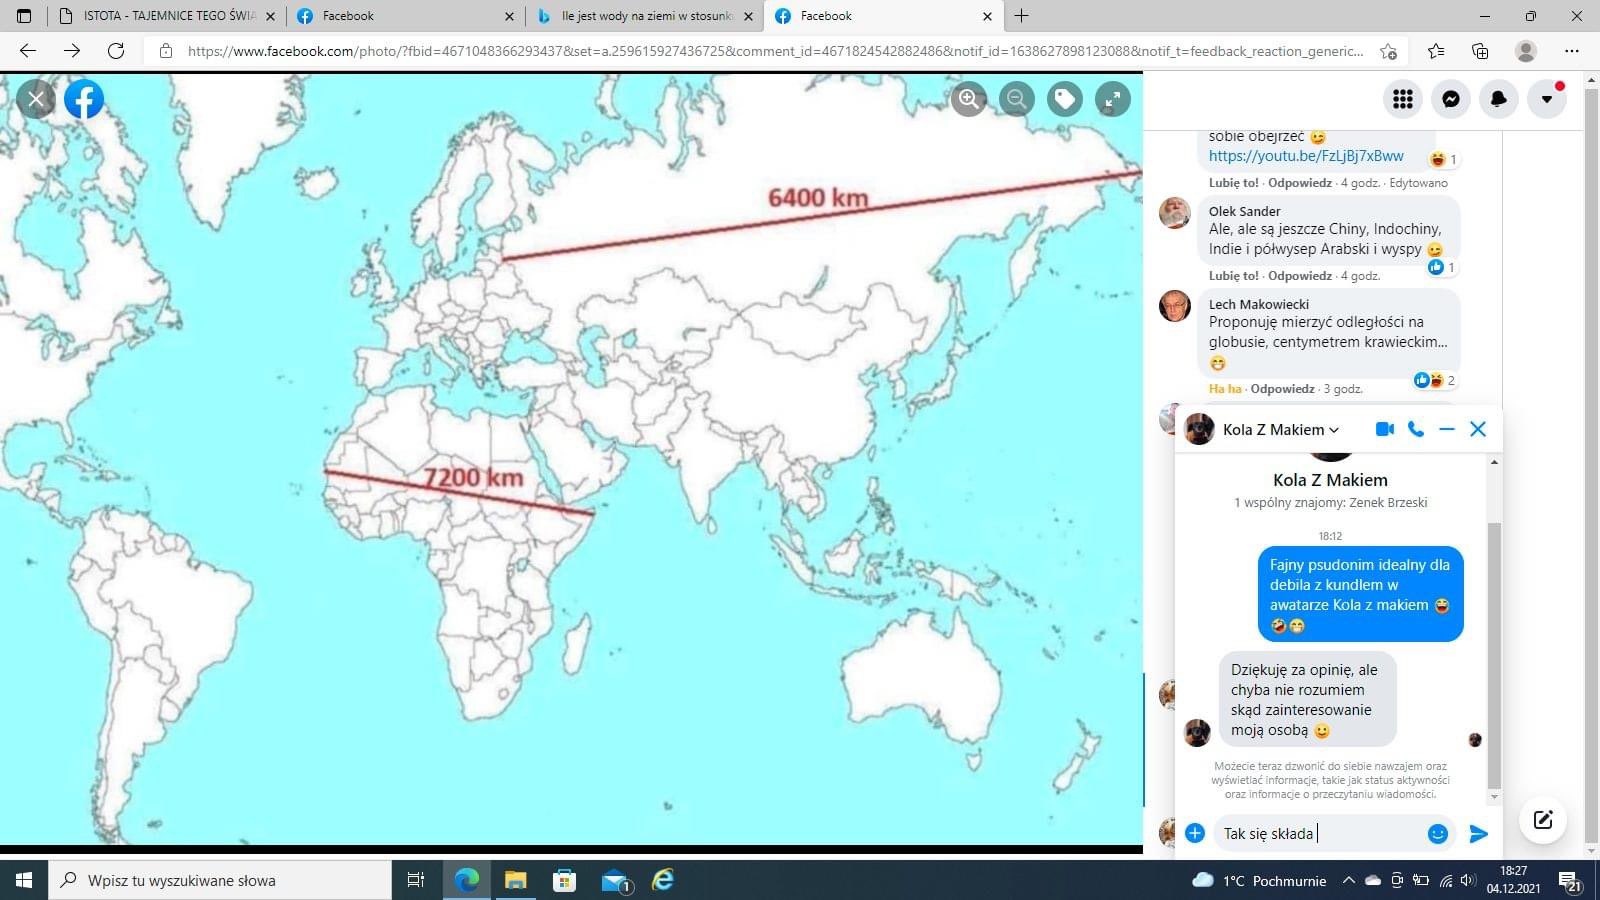 ISTOTA - TAJEMNICE TEGO ŚWIA
Facebook
Ile jest wody na ziemi w stosunku
Facebook
https://www.facebook.com/photo/?fbid=4671048366293437&set=a.259615927436725&comment_id=4671824542882486&notif_id=1638627898123088&notif_t=feedback_reaction_generic...
6400 km
7200 km
sobie obejrzeć 😉
https://youtu.be/FzLjBj7xBww
1
Lubię to! · Odpowiedz · 4 godz. · Edytowano
Olek Sander
Ale, ale są jeszcze Chiny, Indochiny,
Indie i półwysep Arabski i wyspy 😉
1
Lubię to! · Odpowiedz · 4 godz.
Lech Makowiecki
Proponuję mierzyć odległości na
globusie, centymetrem krawieckim...
😁
2
Ha ha · Odpowiedz · 3 godz.
Kola Z Makiem
Kola Z Makiem
1 wspólny znajomy: Zenek Brzeski
18:12
Fajny psudonim idealny dla
debila z kundlem w
awatarze Kola z makiem 😂
🤣😁
Dziękuję za opinię, ale
chyba nie rozumiem
skąd zainteresowanie
moją osobą 🙂
Możecie teraz dzwonić do siebie nawzajem oraz
wyświetlać informacje, takie jak status aktywności
oraz informacje o przeczytaniu wiadomości.
Tak się składa
Wpisz tu wyszukiwane słowa
1
1°C Pochmurnie
18:27
04.12.2021
21